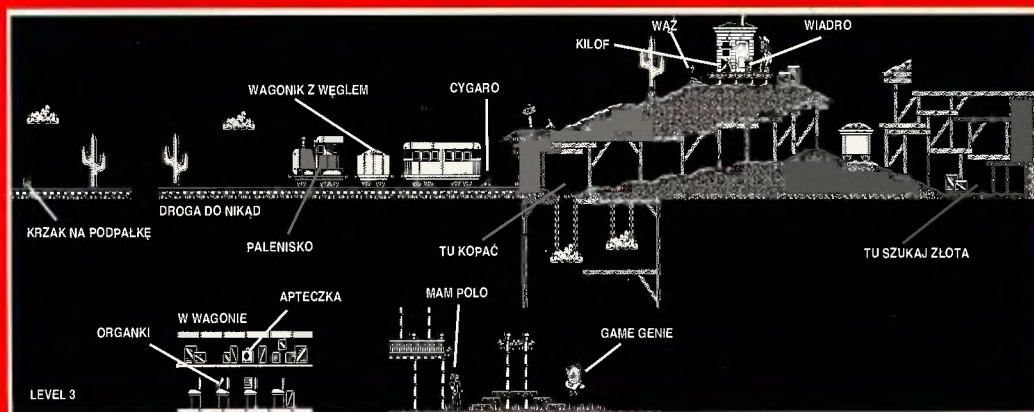 WĄŻ
WIADRO
KILOF
WAGONIK Z WĘGLEM
CYGARO
DROGA DO NIKĄD
KRZAK NA PODPAŁKĘ
PALENISKO
TU KOPAĆ
TU SZUKAJ ZŁOTA
APTECZKA
MAM POLO
W WAGONIE
ORGANKI
GAME GENIE
LEVEL 3